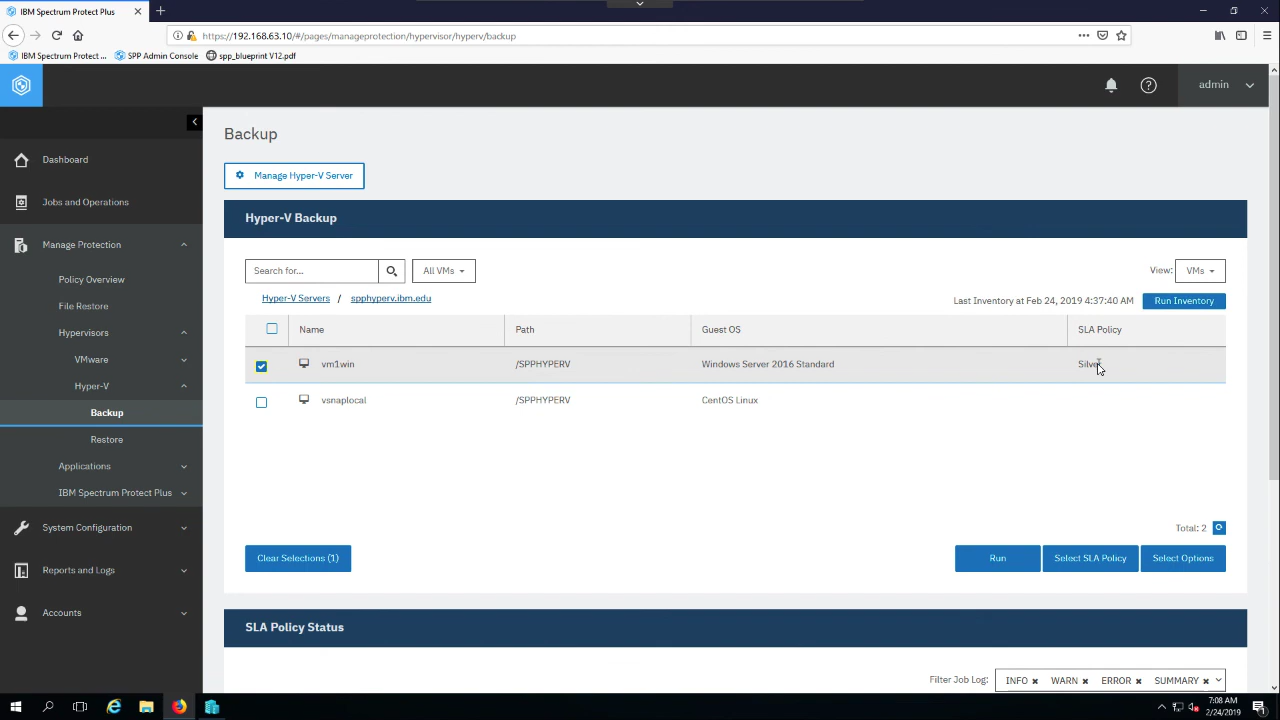 IBM Spectrum Protect Plus
https://192.168.63.10/#/pages/manageprotection/hypervisor/hyperv/backup
IBM Spectrum Protect ... SPP Admin Console spp_blueprint V12.pdf
admin
Dashboard
Jobs and Operations
Manage Protection
Policy Overview
File Restore
Hypervisors
VMware
Hyper-V
Backup
Restore
Applications
IBM Spectrum Protect Plus
System Configuration
Reports and Logs
Accounts
Backup
Manage Hyper-V Server
Hyper-V Backup
Search for... All VMs View: VMs
Hyper-V Servers / spphyperv.ibm.edu Last Inventory at Feb 24, 2019 4:37:40 AM Run Inventory
Name Path Guest OS SLA Policy
vm1win /SPPHYPERV Windows Server 2016 Standard Silver
vsnaplocal /SPPHYPERV CentOS Linux
Total: 2
Clear Selections (1) Run Select SLA Policy Select Options
SLA Policy Status
Filter Job Log: INFO × WARN × ERROR × SUMMARY ×
7:08 AM
2/24/2019
1